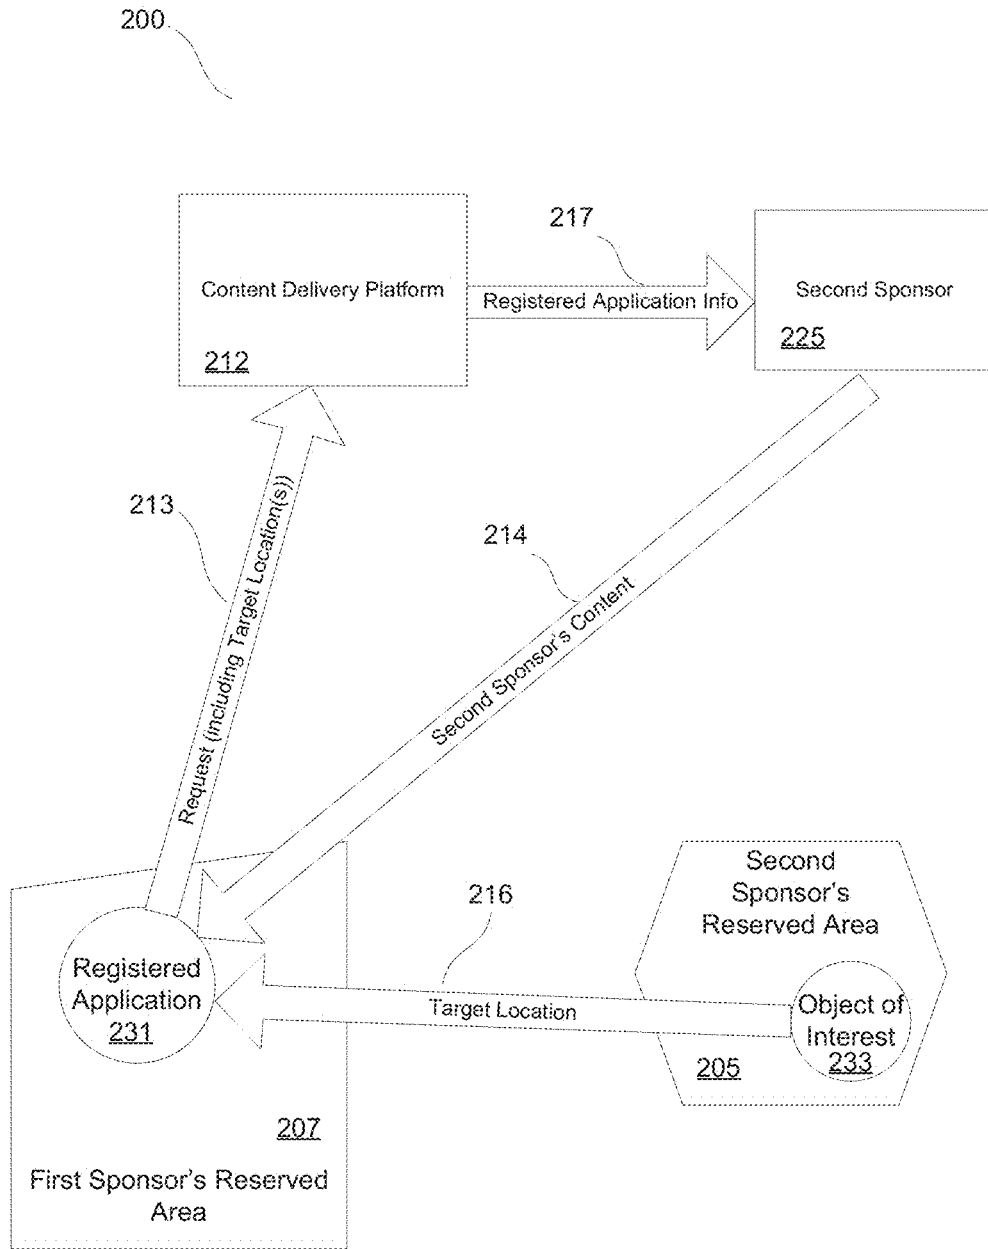 200
217
Content Delivery Platform
212
Registered Application Info
Second Sponsor
225
213
Request (including Target Location(s))
214
Second Sponsor's Content
216
Target Location
Second
Sponsor's
Reserved Area
Object of
Interest
233
205
Registered
Application
231
207
First Sponsor's Reserved
Area